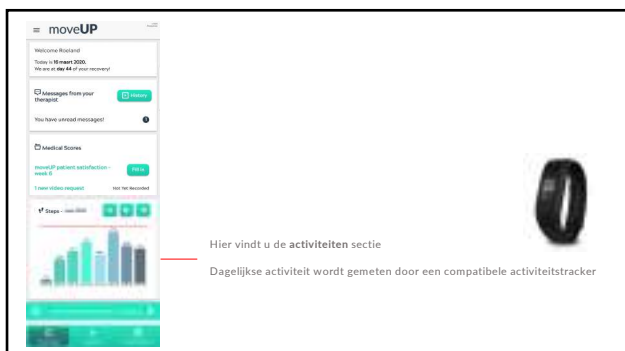 moveUP
Welcome Roeland
Today is 16 maart 2020.
We are at day 44 of your recovery!
Messages from your
therapist
History
You have unread messages!
Medical Scores
moveUP patient satisfaction -
week 6
Fill in
1 new video request
Not Yet Recorded
Steps -
Hier vindt u de activiteiten sectie
Dagelijkse activiteit wordt gemeten door een compatibele activiteitstracker